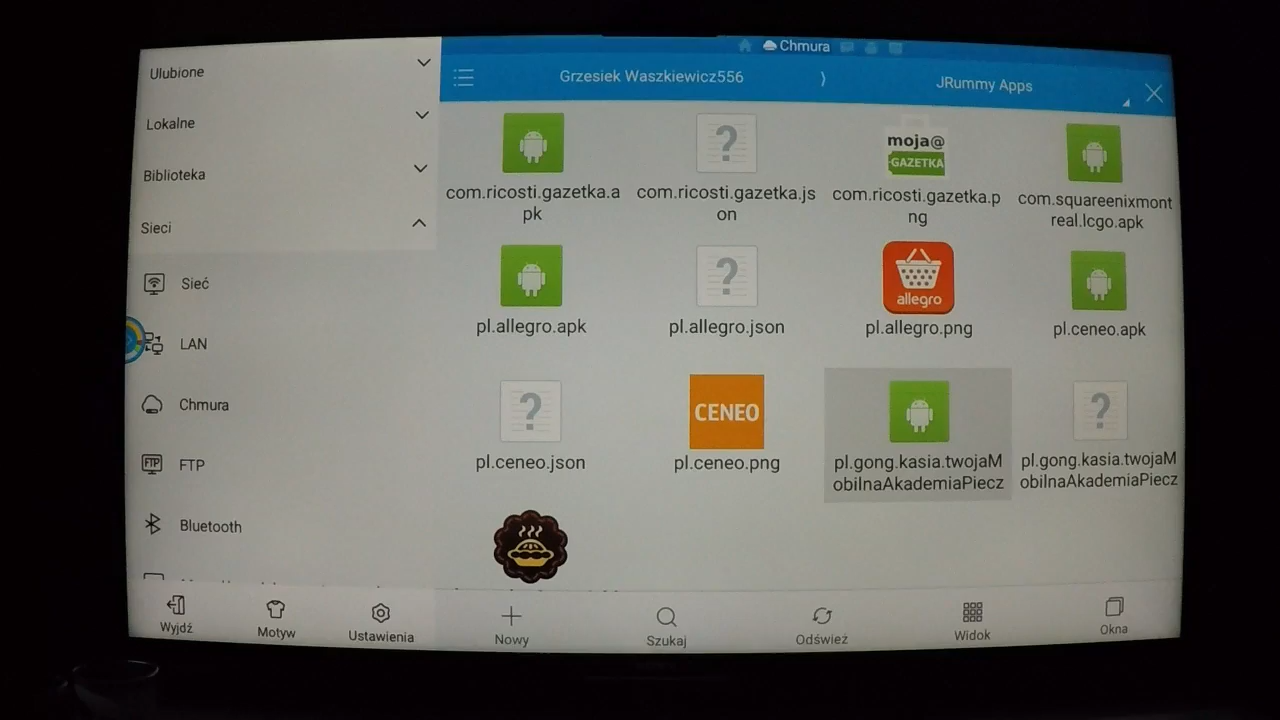 Ulubione
Lokalne
Biblioteka
Sieci
Sieć
LAN
Chmura
FTP
FTP
Bluetooth
Wyjdź
Motyw
Ustawienia
Chmura
Grzesiek Waszkiewicz556
JRummy Apps
com.ricosti.gazetka.a
pk
?
com.ricosti.gazetka.js
on
moja@
GAZETKA
com.ricosti.gazetka.p
ng
com.squareenixmont
real.lcgo.apk
pl.allegro.apk
?
pl.allegro.json
allegro
pl.allegro.png
pl.ceneo.apk
?
pl.ceneo.json
CENEO
pl.ceneo.png
pl.gong.kasia.twojaM
obilnaAkademiaPiecz
?
pl.gong.kasia.twojaM
obilnaAkademiaPiecz
Nowy
Szukaj
Odśwież
Widok
Okna